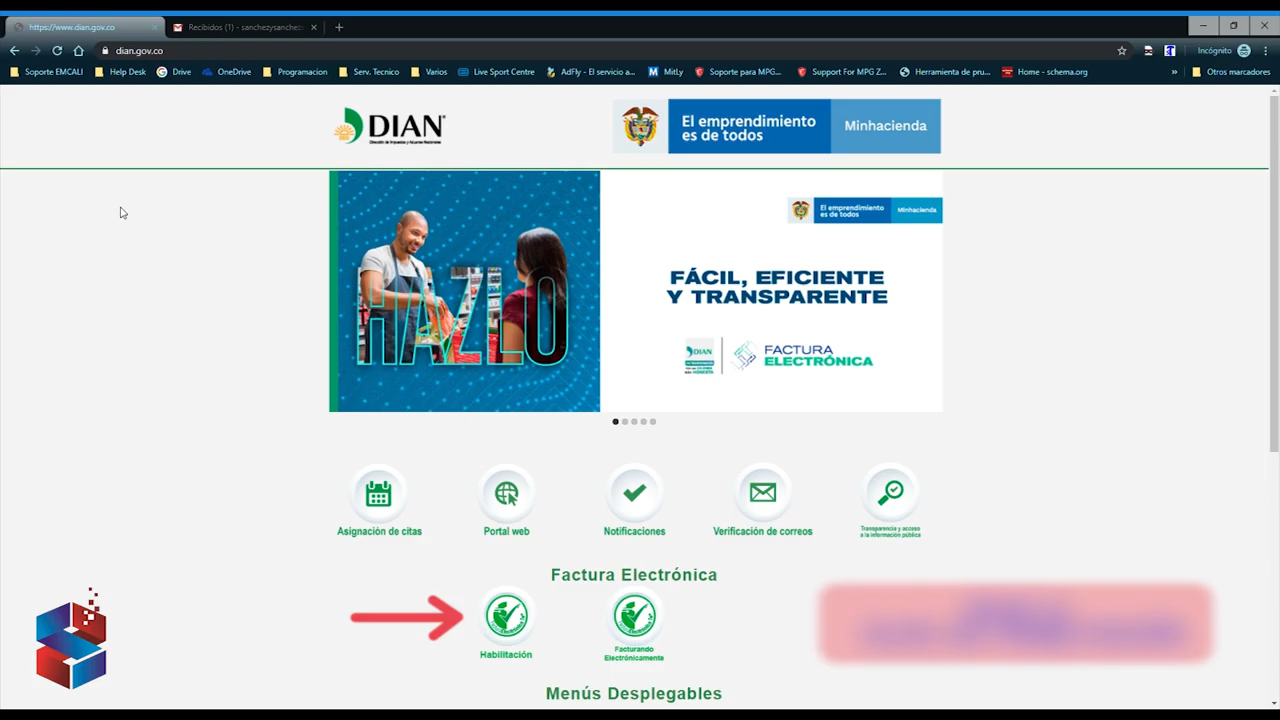 https://www.dian.gov.co
Recibidos (1) - sanchezysanchez
dian.gov.co
Incógnito
Soporte EMCALI
Help Desk
Drive
OneDrive
Programacion
Serv. Tecnico
Varios
Live Sport Centre
AdFly - El servicio a...
MitLy
Soporte para MPG...
Support For MPG Z...
Herramienta de pru...
Home - schema.org
»
Otros marcadores
DIAN
Dirección de Impuestos y Aduanas Nacionales
El emprendimiento
es de todos
Minhacienda
HAZLO
El emprendimiento
es de todos
Minhacienda
FÁCIL, EFICIENTE
Y TRANSPARENTE
DIAN
FACTURA
ELECTRÓNICA
Asignación de citas
Portal web
Notificaciones
Verificación de correos
Transparencia y acceso
a la información pública
Factura Electrónica
Habilitación
Facturando
Electrónicamente
Menús Desplegables